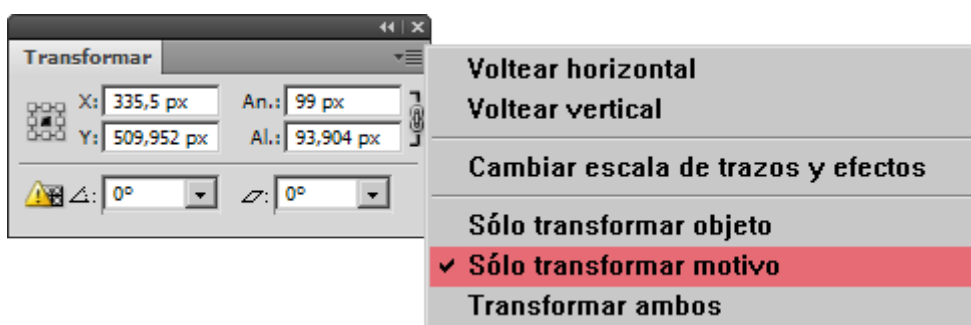 Transformar
X: 335,5 px An.: 99 px
Y: 509,952 px Al.: 93,904 px
0° 0°
Voltear horizontal
Voltear vertical
Cambiar escala de trazos y efectos
Sólo transformar objeto
Sólo transformar motivo
Transformar ambos